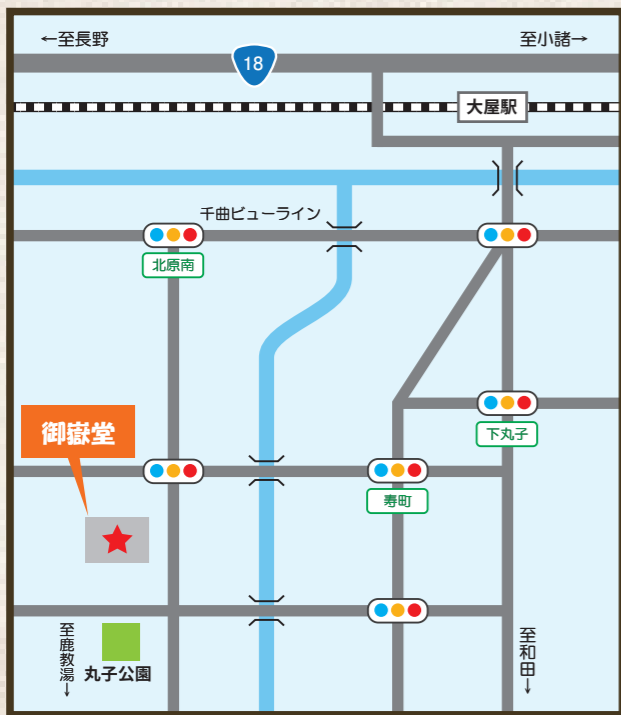 ←至長野
至小諸→
18
大屋駅
千曲ビューライン
北原南
下丸子
御嶽堂
寿町
至鹿教湯→
丸子公園
至和田→